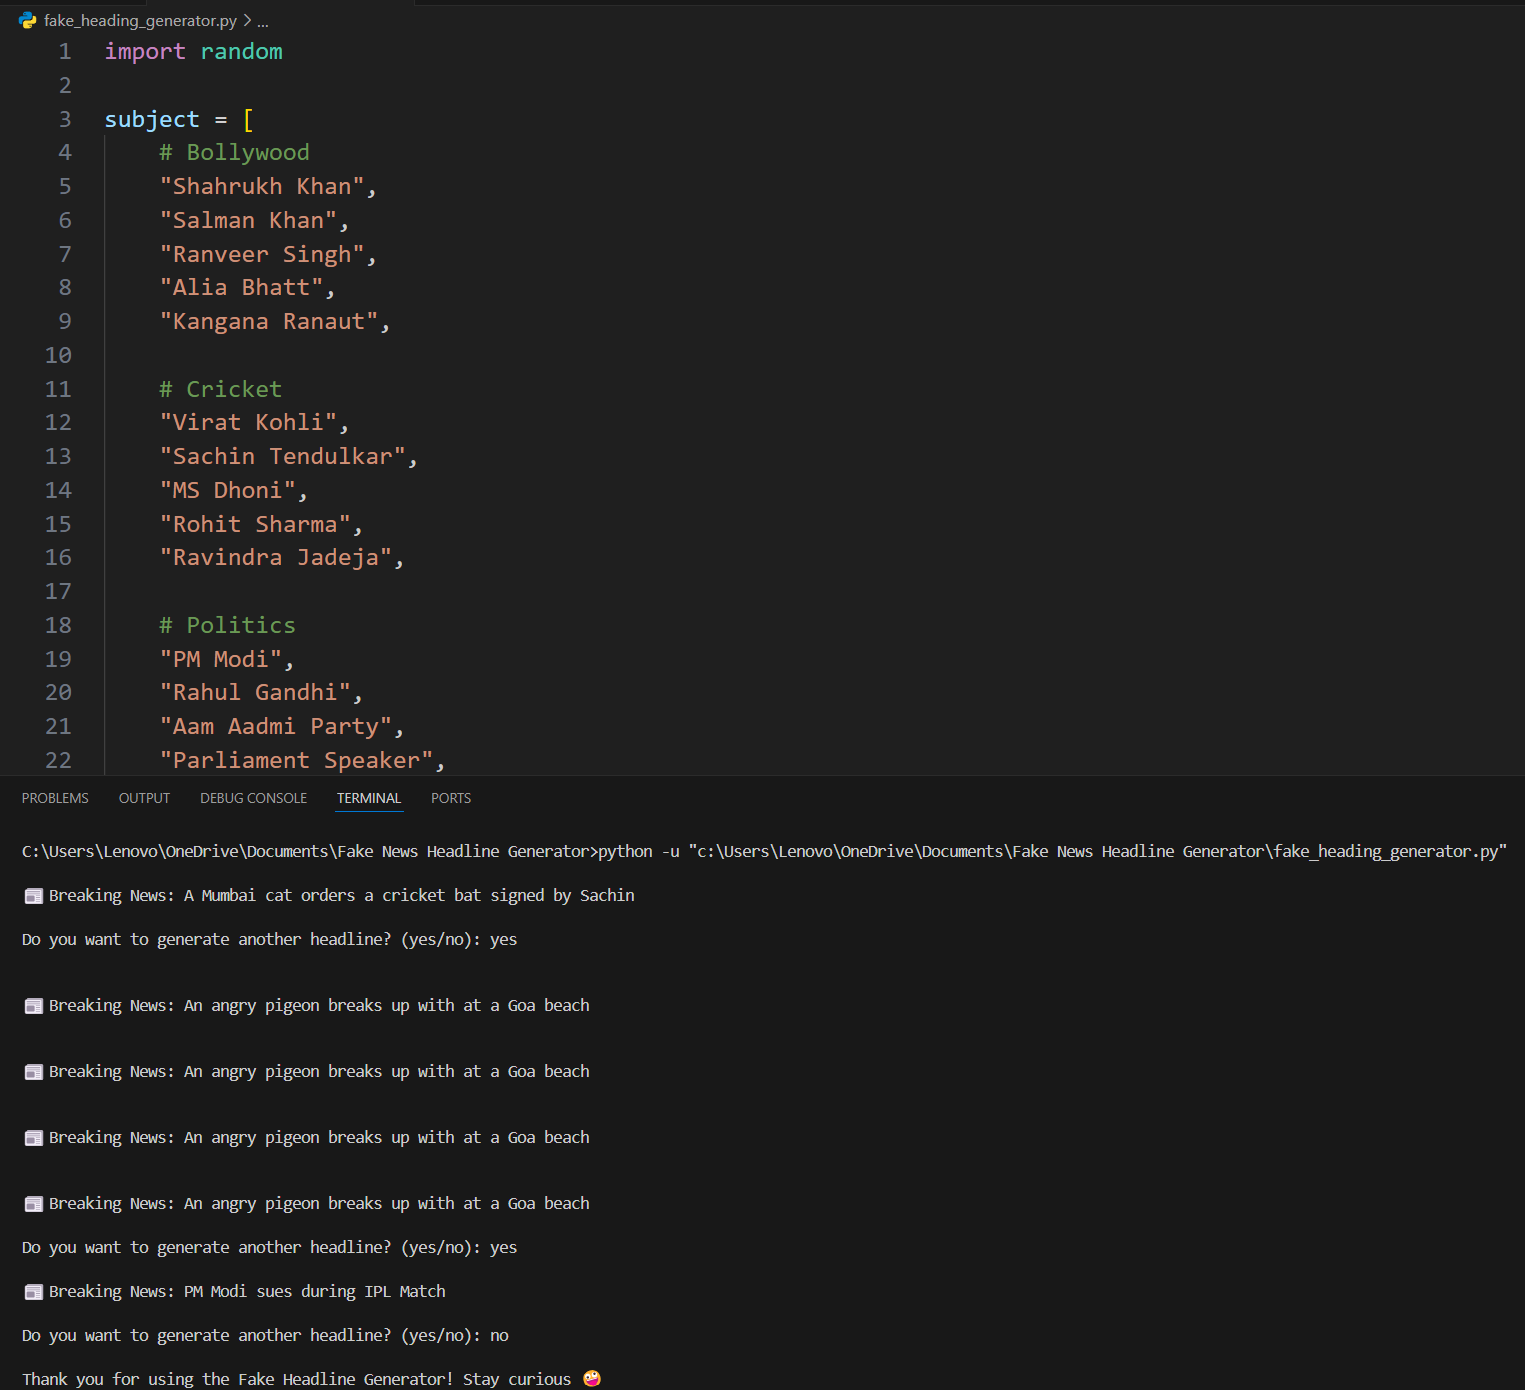 fake_heading_generator.py > ...
1 import random
2
3 subject = [
4 # Bollywood
5 "Shahrukh Khan",
6 "Salman Khan",
7 "Ranveer Singh",
8 "Alia Bhatt",
9 "Kangana Ranaut",
10
11 # Cricket
12 "Virat Kohli",
13 "Sachin Tendulkar",
14 "MS Dhoni",
15 "Rohit Sharma",
16 "Ravindra Jadeja",
17
18 # Politics
19 "PM Modi",
20 "Rahul Gandhi",
21 "Aam Aadmi Party",
22 "Parliament Speaker",
PROBLEMS OUTPUT DEBUG CONSOLE TERMINAL PORTS
C:\Users\Lenovo\OneDrive\Documents\Fake News Headline Generator>python -u "c:\Users\Lenovo\OneDrive\Documents\Fake News Headline Generator\fake_heading_generator.py"
📰 Breaking News: A Mumbai cat orders a cricket bat signed by Sachin
Do you want to generate another headline? (yes/no): yes
📰 Breaking News: An angry pigeon breaks up with at a Goa beach
📰 Breaking News: An angry pigeon breaks up with at a Goa beach
📰 Breaking News: An angry pigeon breaks up with at a Goa beach
📰 Breaking News: An angry pigeon breaks up with at a Goa beach
Do you want to generate another headline? (yes/no): yes
📰 Breaking News: PM Modi sues during IPL Match
Do you want to generate another headline? (yes/no): no
Thank you for using the Fake Headline Generator! Stay curious 🤪